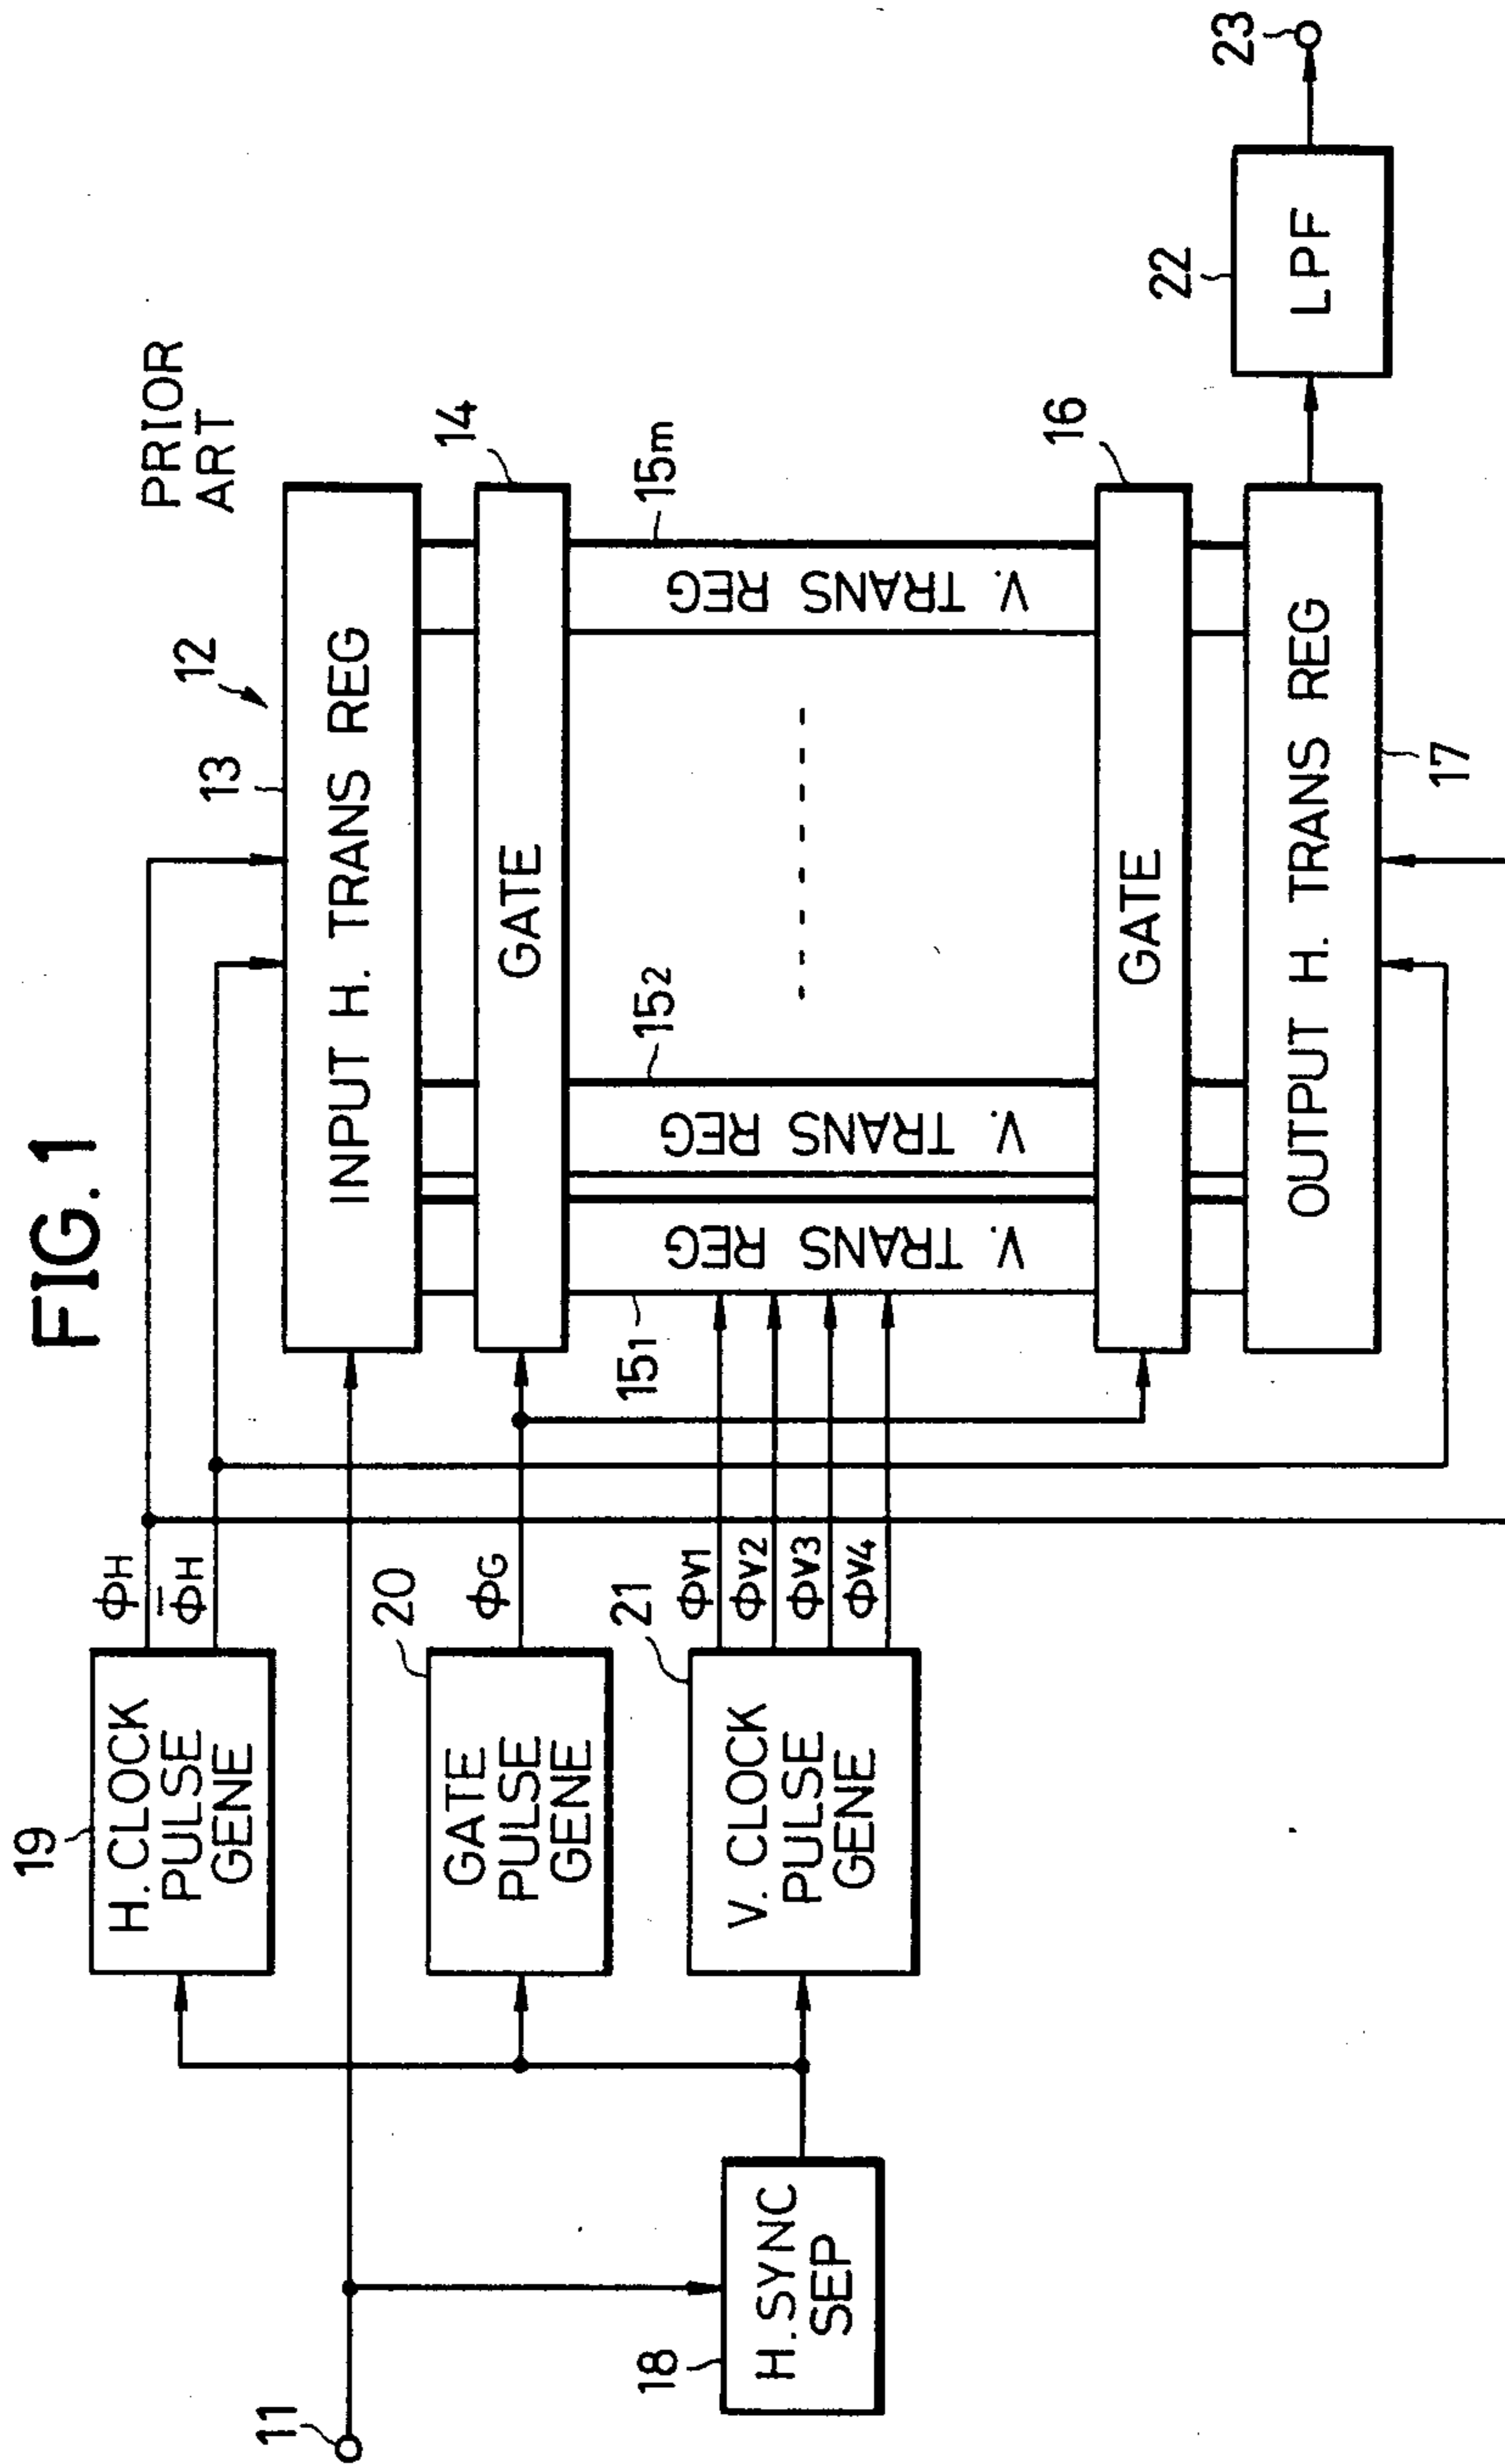 FIG. 1
PRIOR
ART
19
H. CLOCK
PULSE
GENE
ΦH
Φ̅H
13
12
INPUT H. TRANS REG
11
14
GATE
20
GATE
PULSE
GENE
ΦG
15₁
15₂
15m
V. TRANS REG
V. TRANS REG
V. TRANS REG
18
H. SYNC
SEP
21
V. CLOCK
PULSE
GENE
ΦV1
ΦV2
ΦV3
ΦV4
16
GATE
OUTPUT H. TRANS REG
17
22
LPF
23